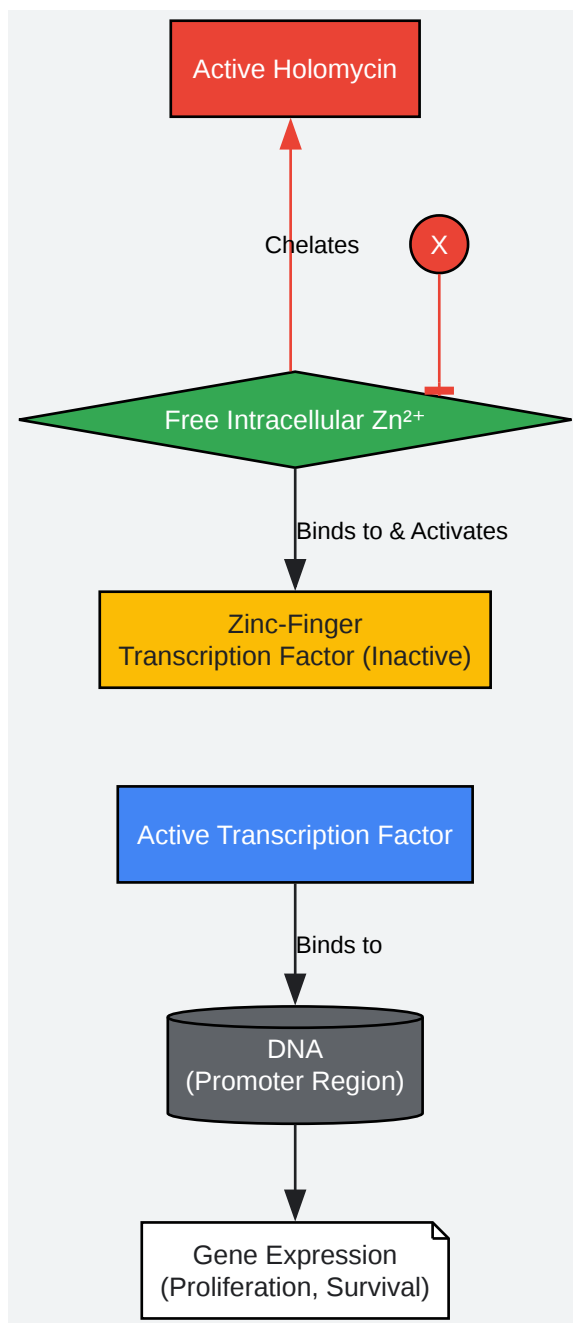 Active Holomycin
Chelates
X
Free Intracellular Zn²⁺
Binds to & Activates
Zinc-Finger
Transcription Factor (Inactive)
Active Transcription Factor
Binds to
DNA
(Promoter Region)
Gene Expression
(Proliferation, Survival)